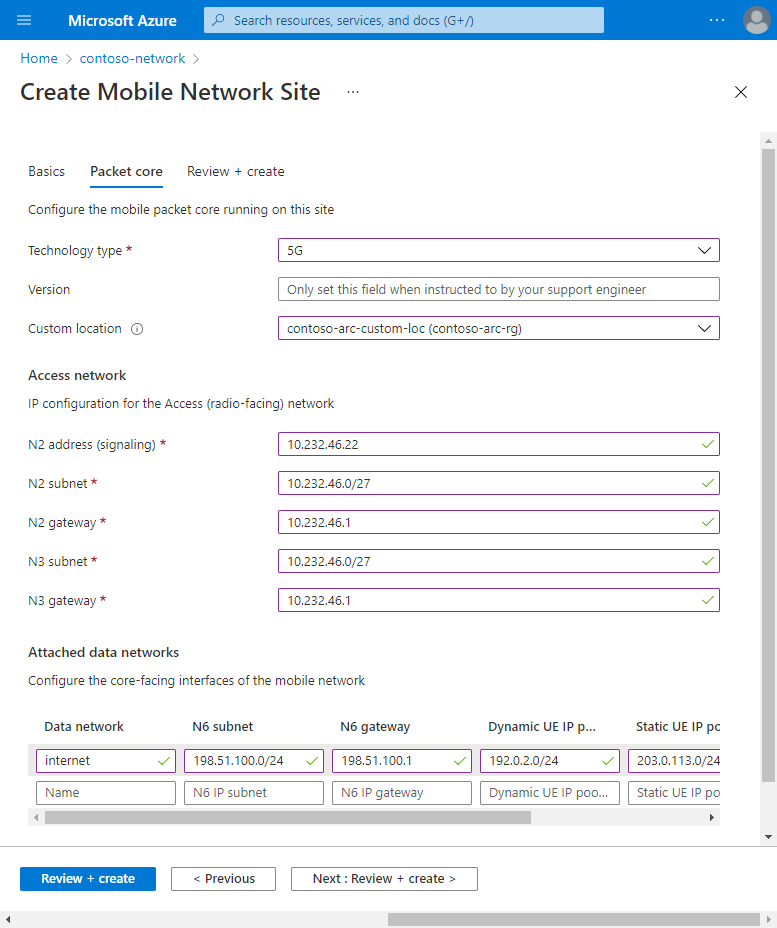 Microsoft Azure
Search resources, services, and docs (G+/)
...
Home > contoso-network >
Create Mobile Network Site ...
Basics Packet core Review + create
Configure the mobile packet core running on this site
Technology type * 5G
Version Only set this field when instructed to by your support engineer
Custom location contoso-arc-custom-loc (contoso-arc-rg)
Access network
IP configuration for the Access (radio-facing) network
N2 address (signaling) * 10.232.46.22
N2 subnet * 10.232.46.0/27
N2 gateway * 10.232.46.1
N3 subnet * 10.232.46.0/27
N3 gateway * 10.232.46.1
Attached data networks
Configure the core-facing interfaces of the mobile network
Data network N6 subnet N6 gateway Dynamic UE IP p... Static UE IP po
internet 198.51.100.0/24 198.51.100.1 192.0.2.0/24 203.0.113.0/24
Name N6 IP subnet N6 IP gateway Dynamic UE IP poo... Static UE IP po
Review + create < Previous Next : Review + create >